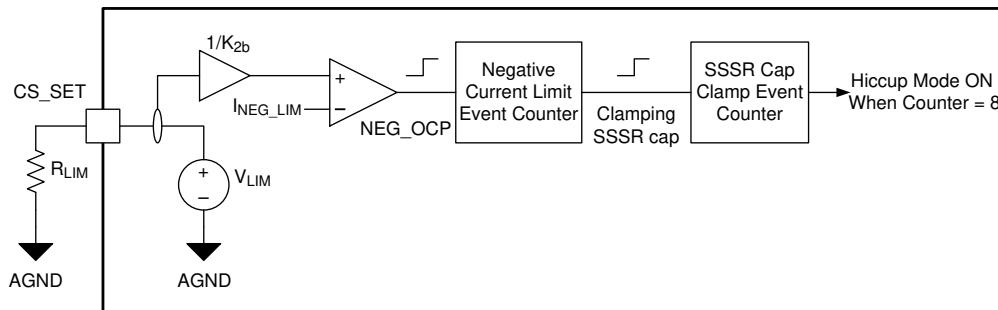 1/K2b
CS_SET
RLIM
AGND
+
−
VLIM
AGND
INEG_LIM
+
−
NEG_OCP
Negative
Current Limit
Event Counter
Clamping
SSSR cap
SSSR Cap
Clamp Event
Counter
Hiccup Mode ON
When Counter = 8